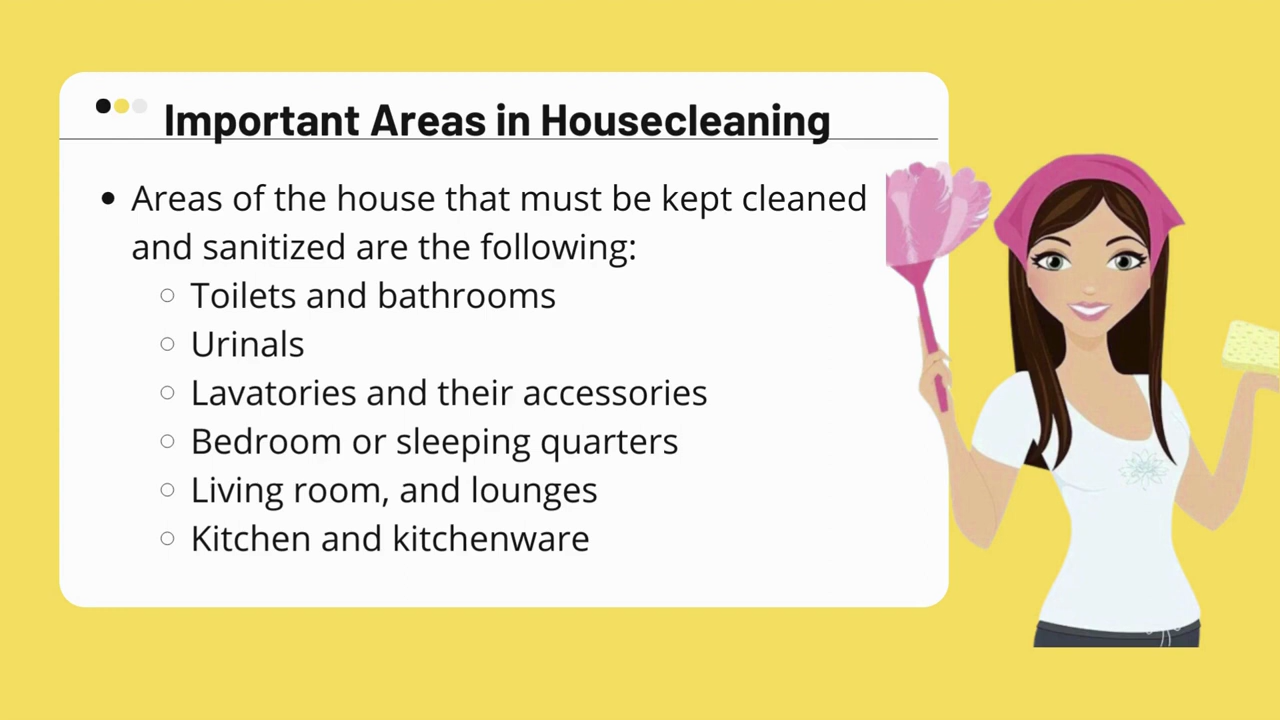 Important Areas in Housecleaning
• Areas of the house that must be kept cleaned
and sanitized are the following:
○ Toilets and bathrooms
○ Urinals
○ Lavatories and their accessories
○ Bedroom or sleeping quarters
○ Living room, and lounges
○ Kitchen and kitchenware